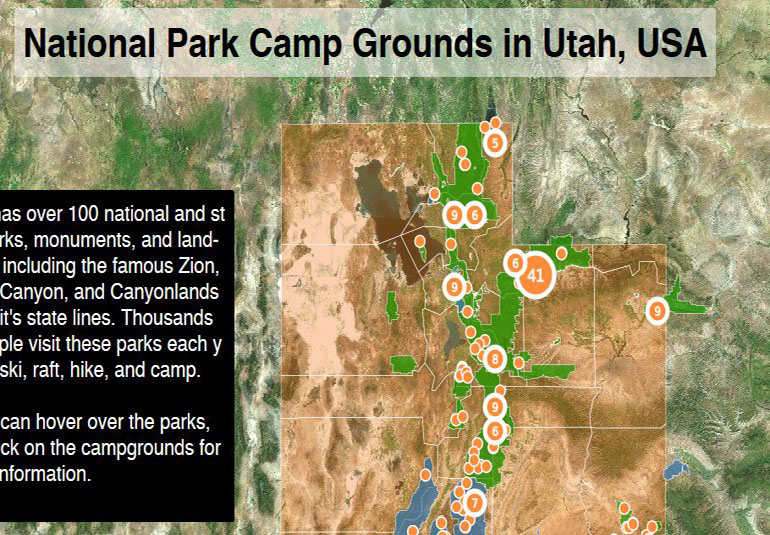 National Park Camp Grounds in Utah, USA
has over 100 national and st
rks, monuments, and land-
including the famous Zion,
Canyon, and Canyonlands
it's state lines. Thousands
ple visit these parks each y
ski, raft, hike, and camp.
can hover over the parks,
ck on the campgrounds for
nformation.
5
9 6
6 41
9
9
8
9
6
7